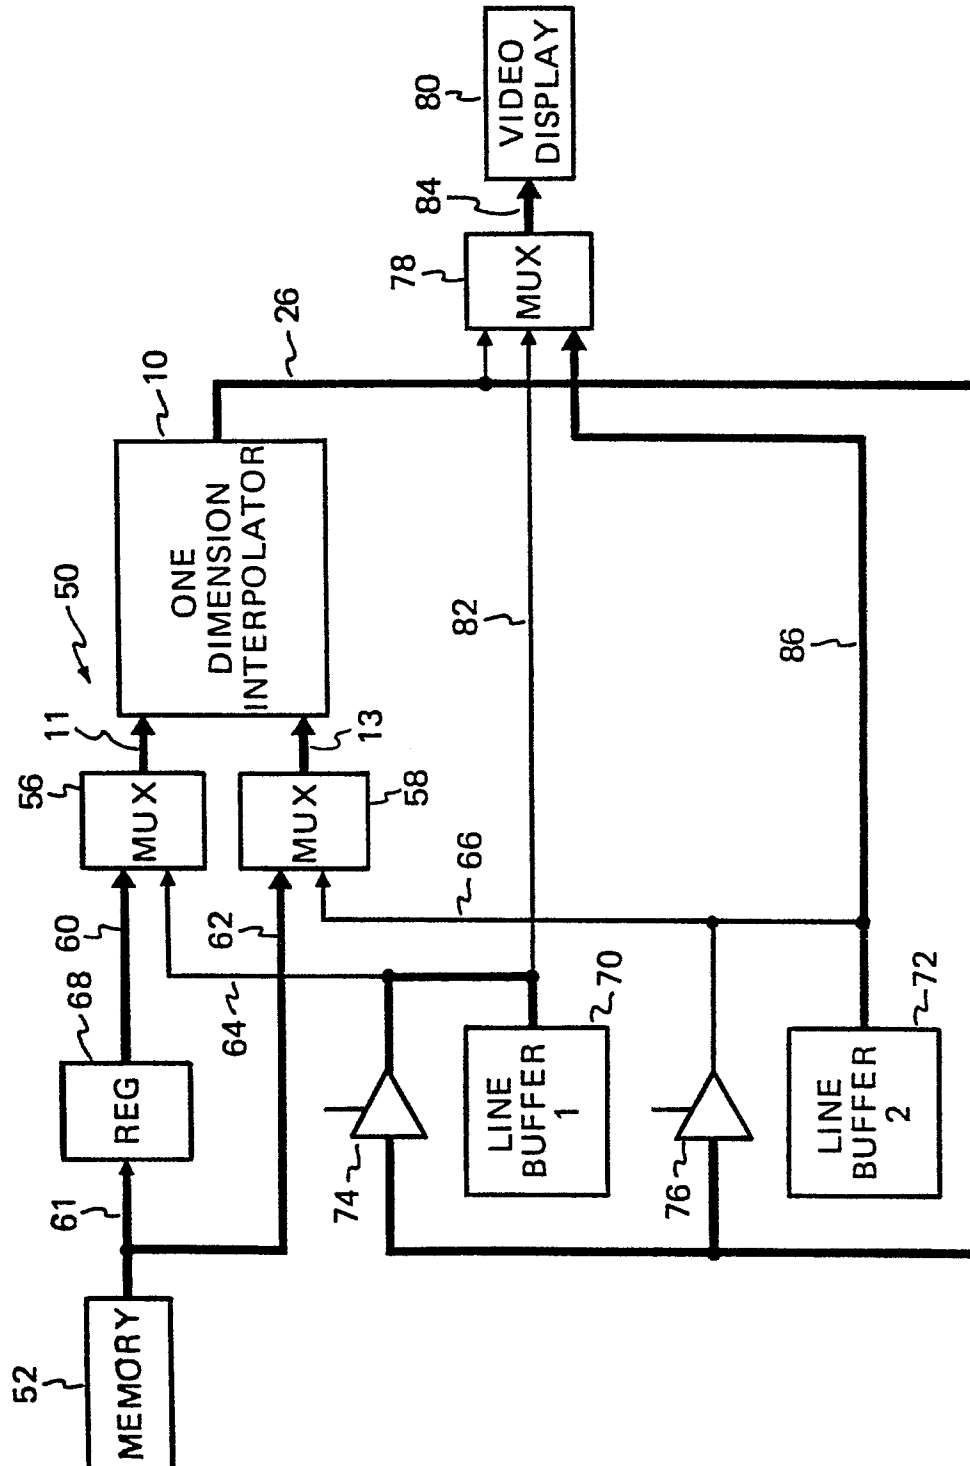 52
MEMORY
61
REG
68
60
62
64
56
MUX
11
MUX
58
13
50
ONE
DIMENSION
INTERPOLATOR
10
26
66
74
LINE
BUFFER
1
70
76
LINE
BUFFER
2
72
82
86
78
MUX
84
80
VIDEO
DISPLAY